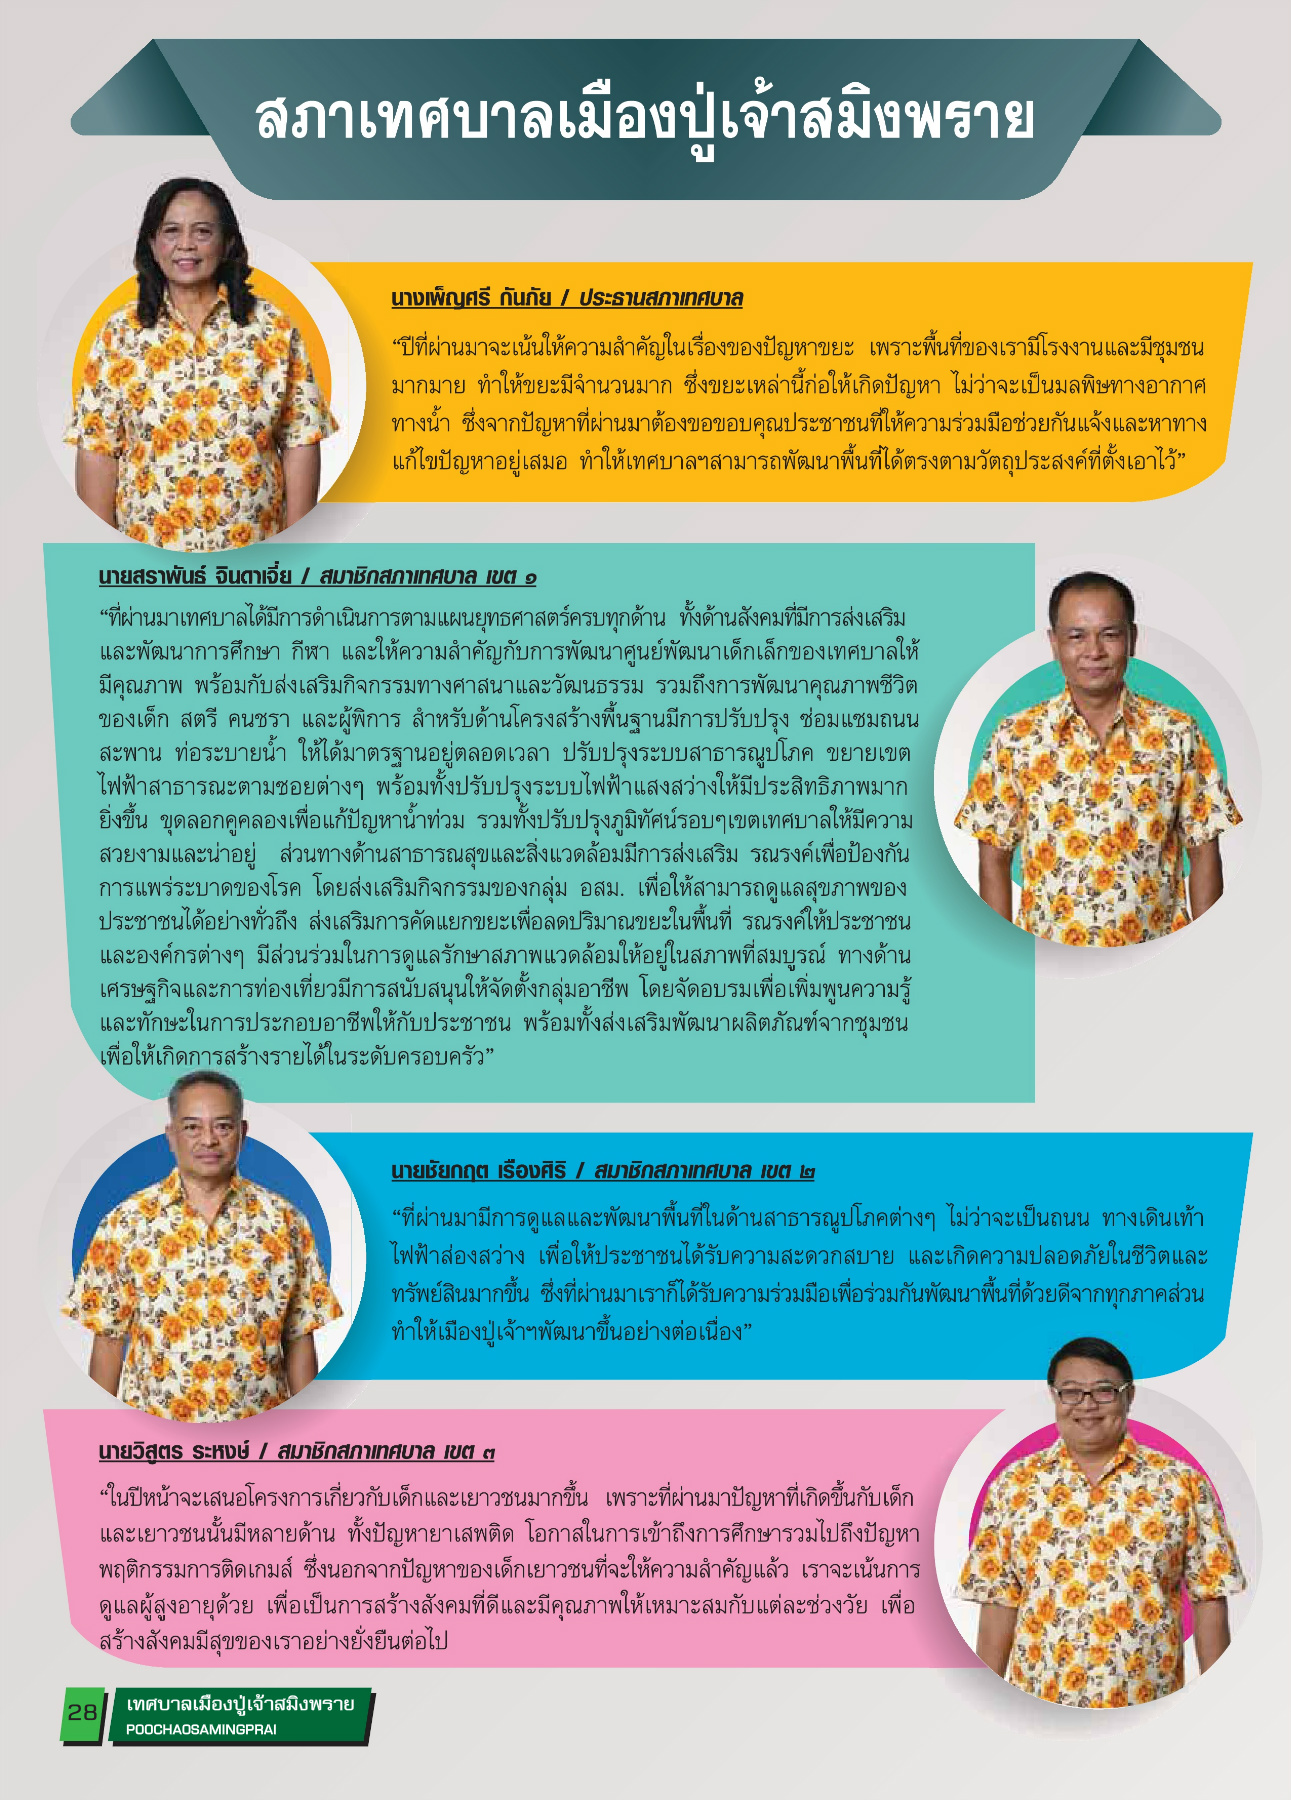 สภาเทศบาลเมืองปู่เจ้าสมิงพราย
นางเพ็ญศรี กันภัย / ประธานสภาเทศบาล
“ปีที่ผ่านมาจะเน้นให้ความสำคัญในเรื่องของปัญหาขยะ เพราะพื้นที่ของเรามีโรงงานและมีชุมชน
มากมาย ทำให้ขยะมีจำนวนมาก ซึ่งขยะเหล่านี้ก่อให้เกิดปัญหา ไม่ว่าจะเป็นมลพิษทางอากาศ
ทางน้ำ ซึ่งจากปัญหาที่ผ่านมาต้องขอขอบคุณประชาชนที่ให้ความร่วมมือช่วยกันแจ้งและหาทาง
แก้ไขปัญหาอยู่เสมอ ทำให้เทศบาลฯสามารถพัฒนาพื้นที่ได้ตรงตามวัตถุประสงค์ที่ตั้งเอาไว้”
นายสราพันธ์ จินดาเจี่ย / สมาชิกสภาเทศบาล เขต ๑
“ที่ผ่านมาเทศบาลได้มีการดำเนินการตามแผนยุทธศาสตร์ครบทุกด้าน ทั้งด้านสังคมที่มีการส่งเสริม
และพัฒนาการศึกษา กีฬา และให้ความสำคัญกับการพัฒนาศูนย์พัฒนาเด็กเล็กของเทศบาลให้
มีคุณภาพ พร้อมกับส่งเสริมกิจกรรมทางศาสนาและวัฒนธรรม รวมถึงการพัฒนาคุณภาพชีวิต
ของเด็ก สตรี คนชรา และผู้พิการ สำหรับด้านโครงสร้างพื้นฐานมีการปรับปรุง ซ่อมแซมถนน
สะพาน ท่อระบายน้ำ ให้ได้มาตรฐานอยู่ตลอดเวลา ปรับปรุงระบบสาธารณูปโภค ขยายเขต
ไฟฟ้าสาธารณะตามซอยต่างๆ พร้อมทั้งปรับปรุงระบบไฟฟ้าแสงสว่างให้มีประสิทธิภาพมาก
ยิ่งขึ้น ขุดลอกคูคลองเพื่อแก้ปัญหาน้ำท่วม รวมทั้งปรับปรุงภูมิทัศน์รอบๆเขตเทศบาลให้มีความ
สวยงามและน่าอยู่ ส่วนทางด้านสาธารณสุขและสิ่งแวดล้อมมีการส่งเสริม รณรงค์เพื่อป้องกัน
การแพร่ระบาดของโรค โดยส่งเสริมกิจกรรมของกลุ่ม อสม. เพื่อให้สามารถดูแลสุขภาพของ
ประชาชนได้อย่างทั่วถึง ส่งเสริมการคัดแยกขยะเพื่อลดปริมาณขยะในพื้นที่ รณรงค์ให้ประชาชน
และองค์กรต่างๆ มีส่วนร่วมในการดูแลรักษาสภาพแวดล้อมให้อยู่ในสภาพที่สมบูรณ์ ทางด้าน
เศรษฐกิจและการท่องเที่ยวมีการสนับสนุนให้จัดตั้งกลุ่มอาชีพ โดยจัดอบรมเพื่อเพิ่มพูนความรู้
และทักษะในการประกอบอาชีพให้กับประชาชน พร้อมทั้งส่งเสริมพัฒนาผลิตภัณฑ์จากชุมชน
เพื่อให้เกิดการสร้างรายได้ในระดับครอบครัว”
นายชัยกฤต เรืองศิริ / สมาชิกสภาเทศบาล เขต ๒
“ที่ผ่านมามีการดูแลและพัฒนาพื้นที่ในด้านสาธารณูปโภคต่างๆ ไม่ว่าจะเป็นถนน ทางเดินเท้า
ไฟฟ้าส่องสว่าง เพื่อให้ประชาชนได้รับความสะดวกสบาย และเกิดความปลอดภัยในชีวิตและ
ทรัพย์สินมากขึ้น ซึ่งที่ผ่านมาเราก็ได้รับความร่วมมือเพื่อร่วมกันพัฒนาพื้นที่ด้วยดีจากทุกภาคส่วน
ทำให้เมืองปู่เจ้าฯพัฒนาขึ้นอย่างต่อเนื่อง”
นายวิสูตร ระหงษ์ / สมาชิกสภาเทศบาล เขต ๓
“ในปีหน้าจะเสนอโครงการเกี่ยวกับเด็กและเยาวชนมากขึ้น เพราะที่ผ่านมาปัญหาที่เกิดขึ้นกับเด็ก
และเยาวชนนั้นมีหลายด้าน ทั้งปัญหายาเสพติด โอกาสในการเข้าถึงการศึกษารวมไปถึงปัญหา
พฤติกรรมการติดเกมส์ ซึ่งนอกจากปัญหาของเด็กเยาวชนที่จะให้ความสำคัญแล้ว เราจะเน้นการ
ดูแลผู้สูงอายุด้วย เพื่อเป็นการสร้างสังคมที่ดีและมีคุณภาพให้เหมาะสมกับแต่ละช่วงวัย เพื่อ
สร้างสังคมมีสุขของเราอย่างยั่งยืนต่อไป
28 เทศบาลเมืองปู่เจ้าสมิงพราย
POOCHAOSAMINGPRAI